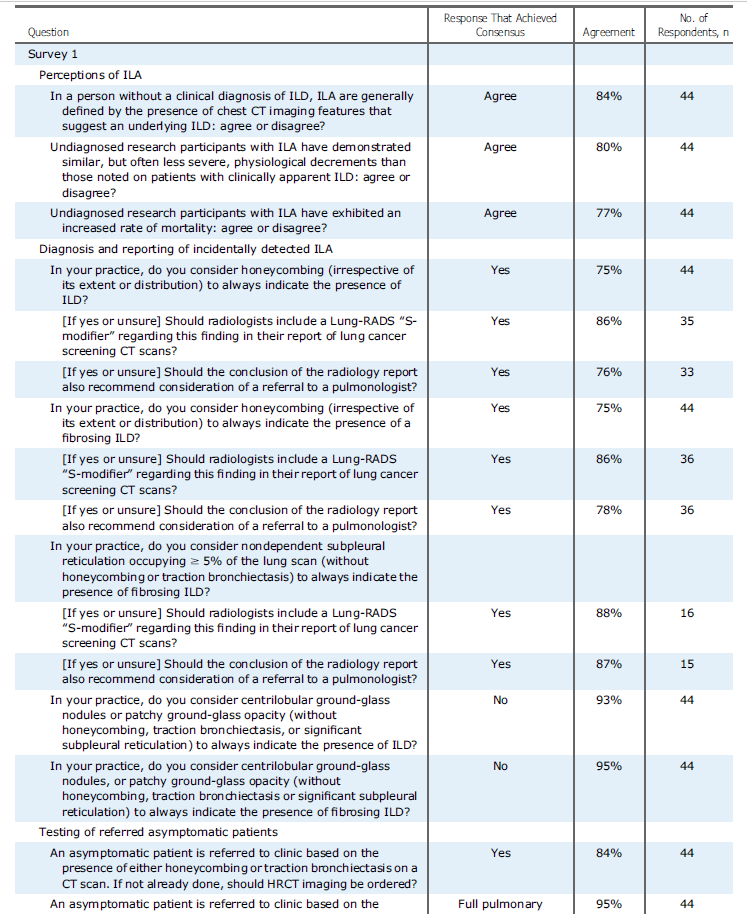 Question
Response That Achieved
Consensus
Agreement
No. of
Respondents, n
Survey 1
Perceptions of ILA
In a person without a clinical diagnosis of ILD, ILA are generally
defined by the presence of chest CT imaging features that
suggest an underlying ILD: agree or disagree?
Agree
84%
44
Undiagnosed research participants with ILA have demonstrated
similar, but often less severe, physiological decrements than
those noted on patients with clinically apparent ILD: agree or
disagree?
Agree
80%
44
Undiagnosed research participants with ILA have exhibited an
increased rate of mortality: agree or disagree?
Agree
77%
44
Diagnosis and reporting of incidentally detected ILA
In your practice, do you consider honeycombing (irrespective of
its extent or distribution) to always indicate the presence of
ILD?
Yes
75%
44
[If yes or unsure] Should radiologists include a Lung-RADS “S-
modifier” regarding this finding in their report of lung cancer
screening CT scans?
Yes
86%
35
[If yes or unsure] Should the conclusion of the radiology report
also recommend consideration of a referral to a pulmonologist?
Yes
76%
33
In your practice, do you consider honeycombing (irrespective of
its extent or distribution) to always indicate the presence of a
fibrosing ILD?
Yes
75%
44
[If yes or unsure] Should radiologists include a Lung-RADS
“S-modifier” regarding this finding in their report of lung cancer
screening CT scans?
Yes
86%
36
[If yes or unsure] Should the conclusion of the radiology report
also recommend consideration of a referral to a pulmonologist?
Yes
78%
36
In your practice, do you consider nondependent subpleural
reticulation occupying ≥ 5% of the lung scan (without
honeycombing or traction bronchiectasis) to always indicate the
presence of fibrosing ILD?
[If yes or unsure] Should radiologists include a Lung-RADS
“S-modifier” regarding this finding in their report of lung cancer
screening CT scans?
Yes
88%
16
[If yes or unsure] Should the conclusion of the radiology report
also recommend consideration of a referral to a pulmonologist?
Yes
87%
15
In your practice, do you consider centrilobular ground-glass
nodules or patchy ground-glass opacity (without
honeycombing, traction bronchiectasis, or significant
subpleural reticulation) to always indicate the presence of ILD?
No
93%
44
In your practice, do you consider centrilobular ground-glass
nodules, or patchy ground-glass opacity (without
honeycombing, traction bronchiectasis or significant subpleural
reticulation) to always indicate the presence of fibrosing ILD?
No
95%
44
Testing of referred asymptomatic patients
An asymptomatic patient is referred to clinic based on the
presence of either honeycombing or traction bronchiectasis on a
CT scan. If not already done, should HRCT imaging be ordered?
Yes
84%
44
An asymptomatic patient is referred to clinic based on the
Full pulmonary
95%
44